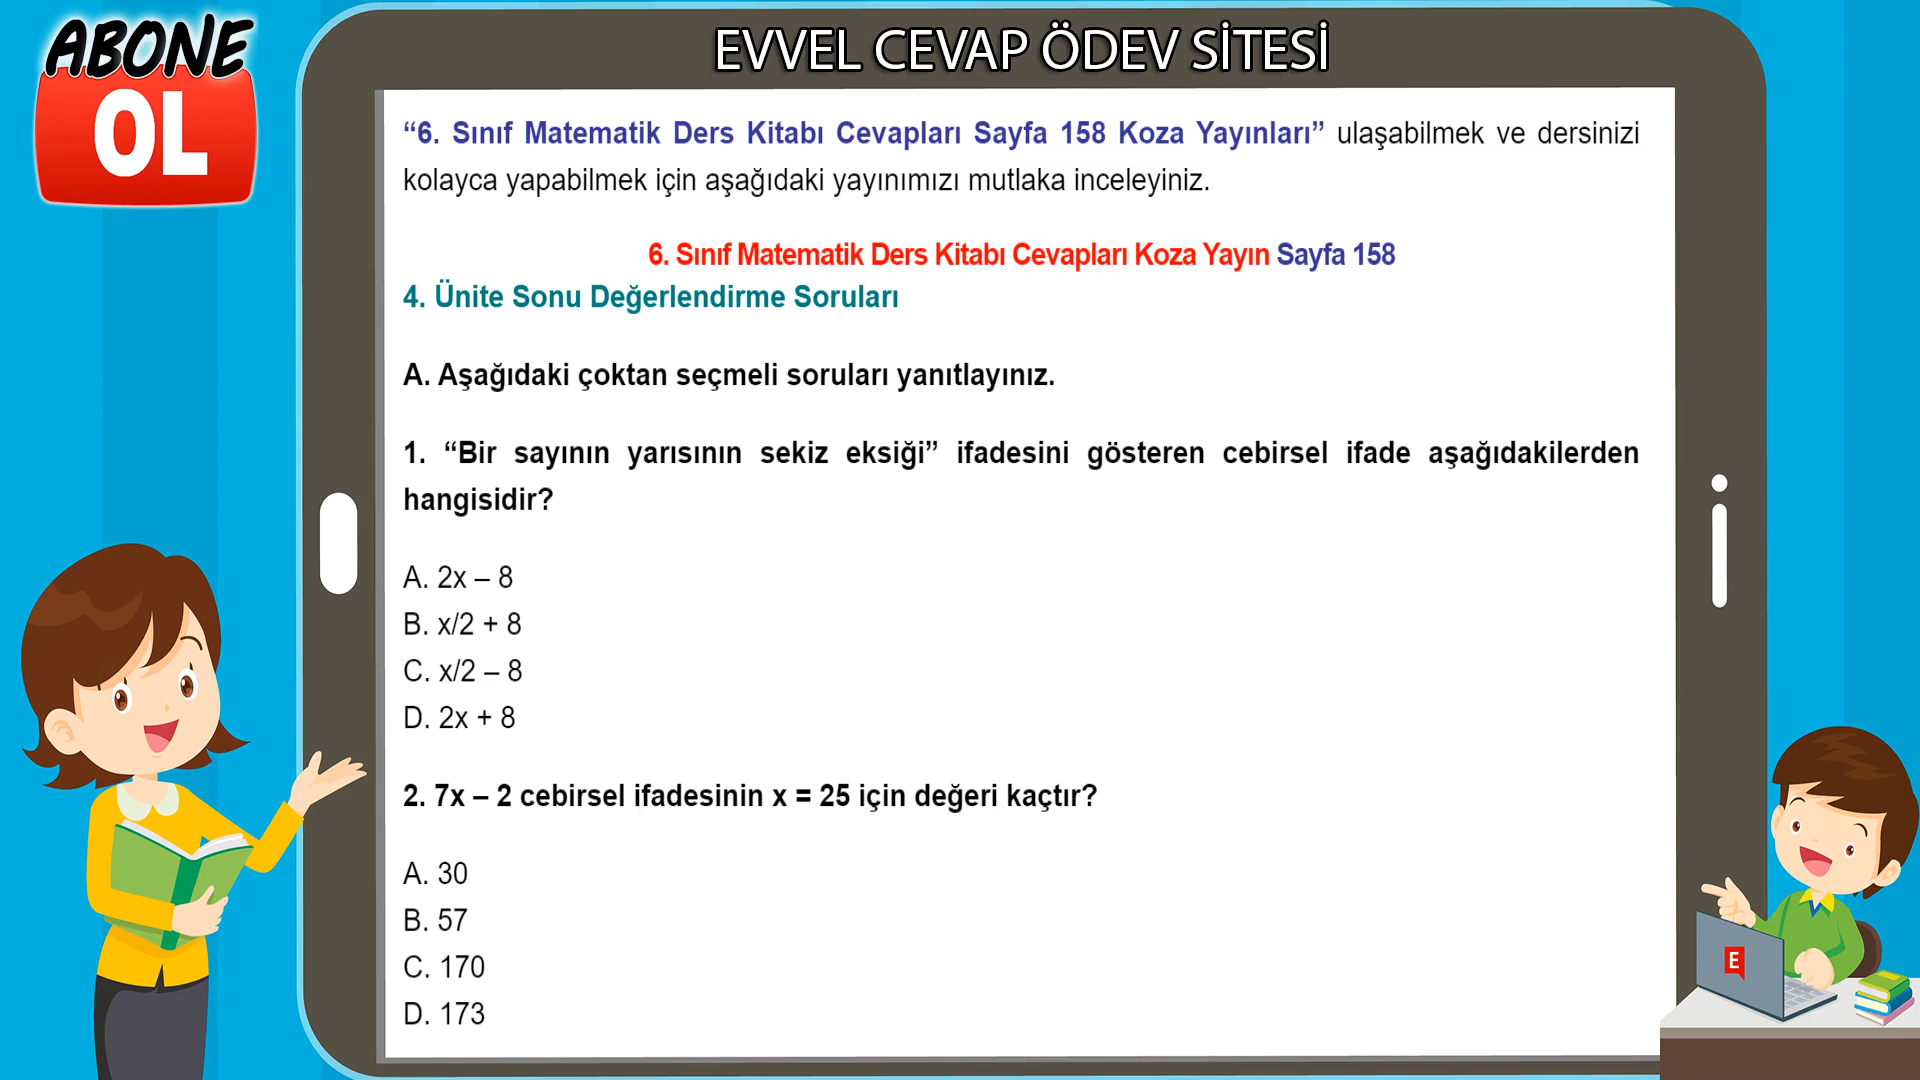 ABONE
OL
EVVEL CEVAP ÖDEV SİTESİ
“6. Sınıf Matematik Ders Kitabı Cevapları Sayfa 158 Koza Yayınları” ulaşabilmek ve dersinizi
kolayca yapabilmek için aşağıdaki yayınımızı mutlaka inceleyiniz.
6. Sınıf Matematik Ders Kitabı Cevapları Koza Yayın Sayfa 158
4. Ünite Sonu Değerlendirme Soruları
A. Aşağıdaki çoktan seçmeli soruları yanıtlayınız.
1. “Bir sayının yarısının sekiz eksiği” ifadesini gösteren cebirsel ifade aşağıdakilerden
hangisidir?
A. 2x – 8
B. x/2 + 8
C. x/2 – 8
D. 2x + 8
2. 7x – 2 cebirsel ifadesinin x = 25 için değeri kaçtır?
A. 30
B. 57
C. 170
D. 173
E